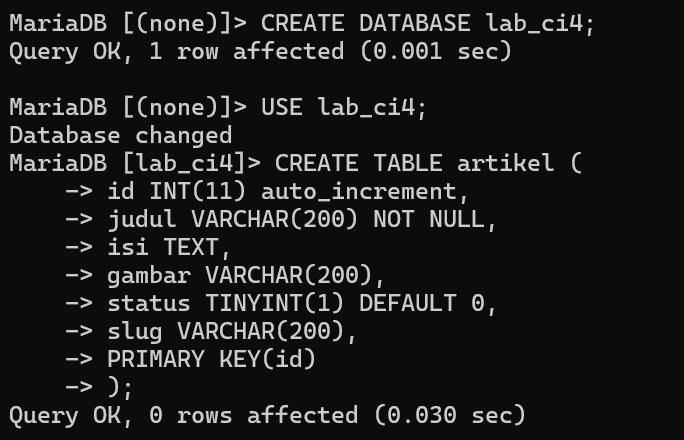 MariaDB [(none)]> CREATE DATABASE lab_ci4;
Query OK, 1 row affected (0.001 sec)
MariaDB [(none)]> USE lab_ci4;
Database changed
MariaDB [lab_ci4]> CREATE TABLE artikel (
    -> id INT(11) auto_increment,
    -> judul VARCHAR(200) NOT NULL,
    -> isi TEXT,
    -> gambar VARCHAR(200),
    -> status TINYINT(1) DEFAULT 0,
    -> slug VARCHAR(200),
    -> PRIMARY KEY(id)
    -> );
Query OK, 0 rows affected (0.030 sec)